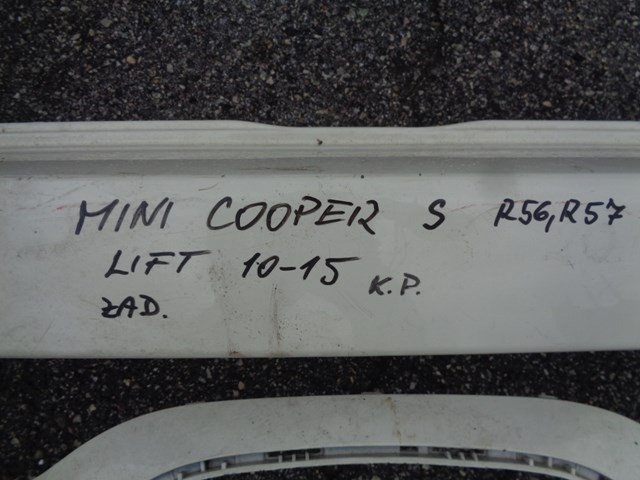 MINI COOPER S R56, R57
LIFT 10-15 K.P.
ZAD.